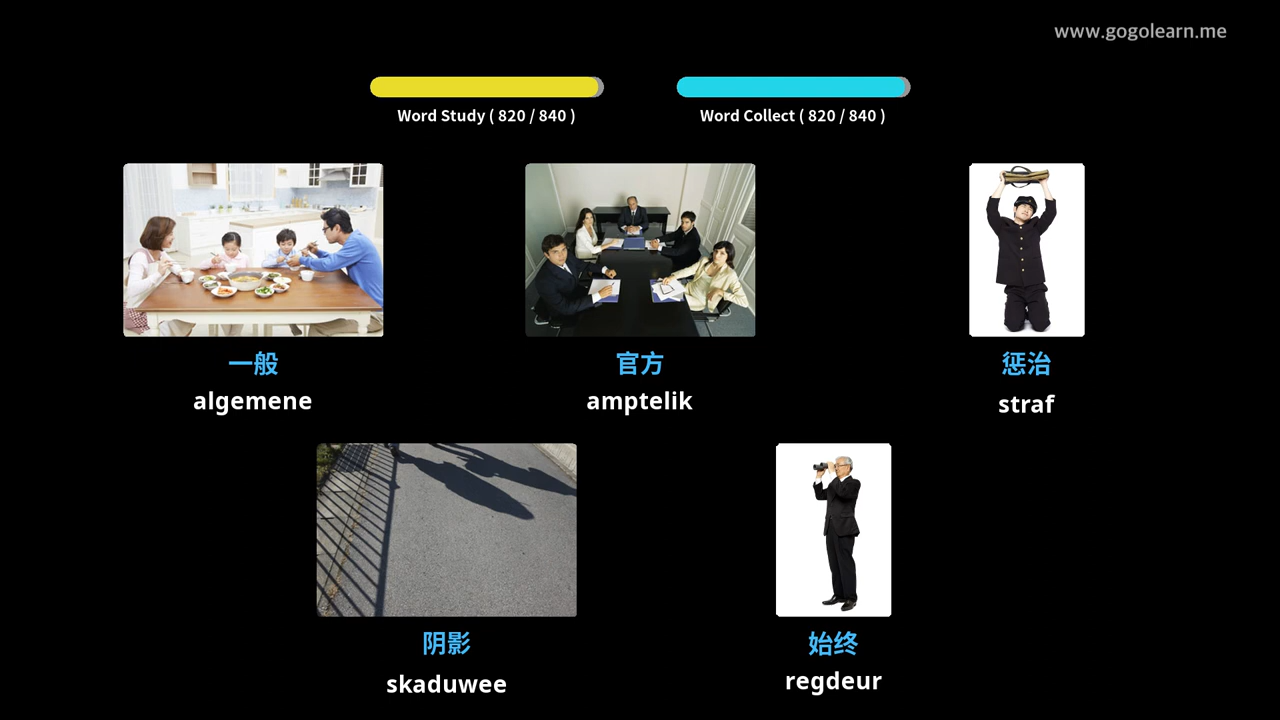 www.gogolearn.me
Word Study ( 820 / 840 )
Word Collect ( 820 / 840 )
一般
algemene
官方
amptelik
惩治
straf
阴影
skaduwee
始终
regdeur